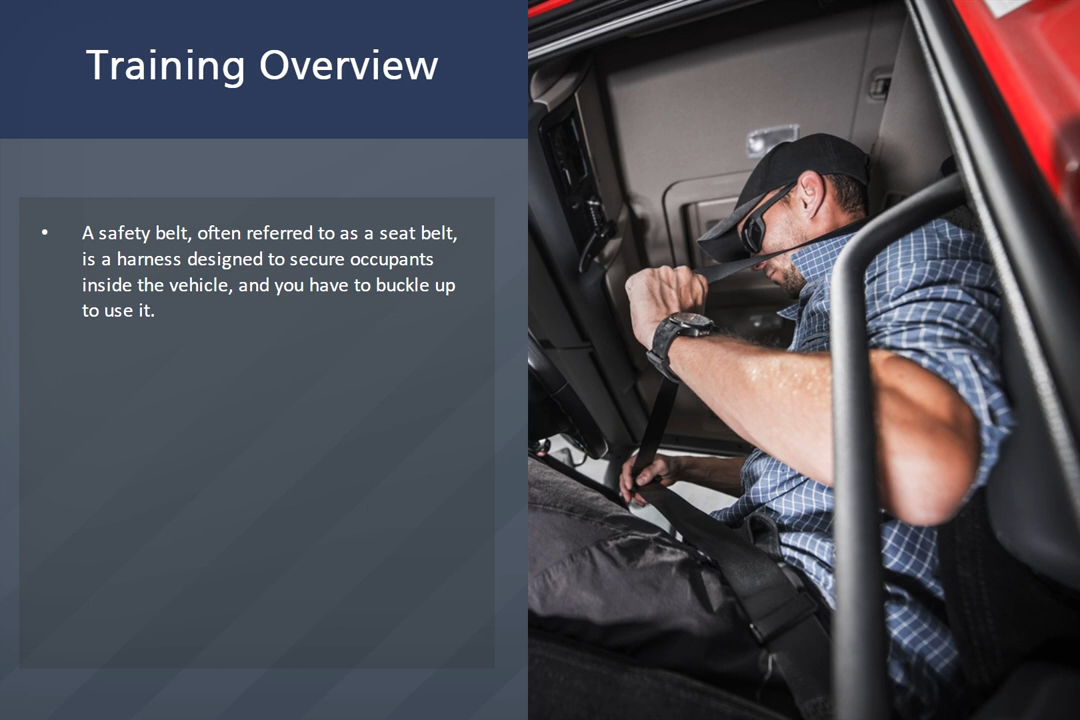 Training Overview
• A safety belt, often referred to as a seat belt,
is a harness designed to secure occupants
inside the vehicle, and you have to buckle up
to use it.